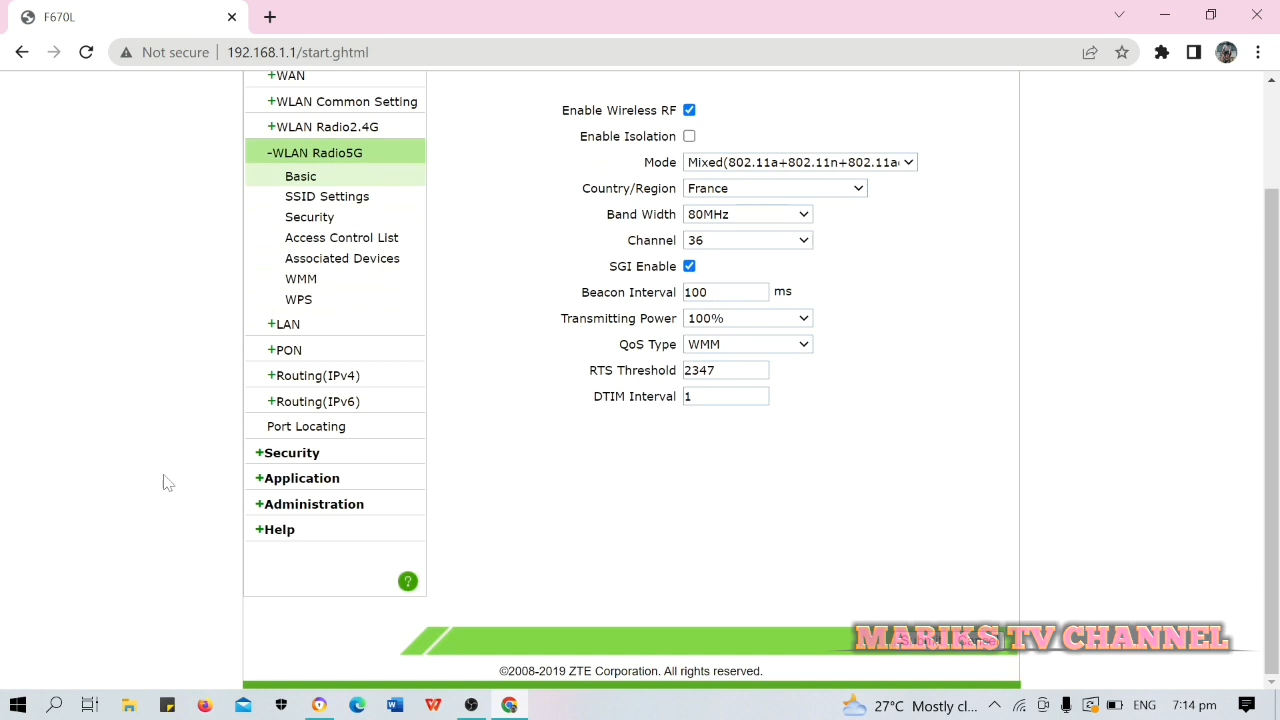 F670L
Not secure
192.168.1.1/start.ghtml
+WAN
+WLAN Common Setting
+WLAN Radio2.4G
-WLAN Radio5G
Basic
SSID Settings
Security
Access Control List
Associated Devices
WMM
WPS
+LAN
+PON
+Routing(IPv4)
+Routing(IPv6)
Port Locating
+Security
+Application
+Administration
+Help
?
Enable Wireless RF
Enable Isolation
Mode Mixed(802.11a+802.11n+802.11a
Country/Region France
Band Width 80MHz
Channel 36
SGI Enable
Beacon Interval 100 ms
Transmitting Power 100%
QoS Type WMM
RTS Threshold 2347
DTIM Interval 1
MARIKS TV CHANNEL
©2008-2019 ZTE Corporation. All rights reserved.
27°C Mostly cl... ENG 7:14 pm